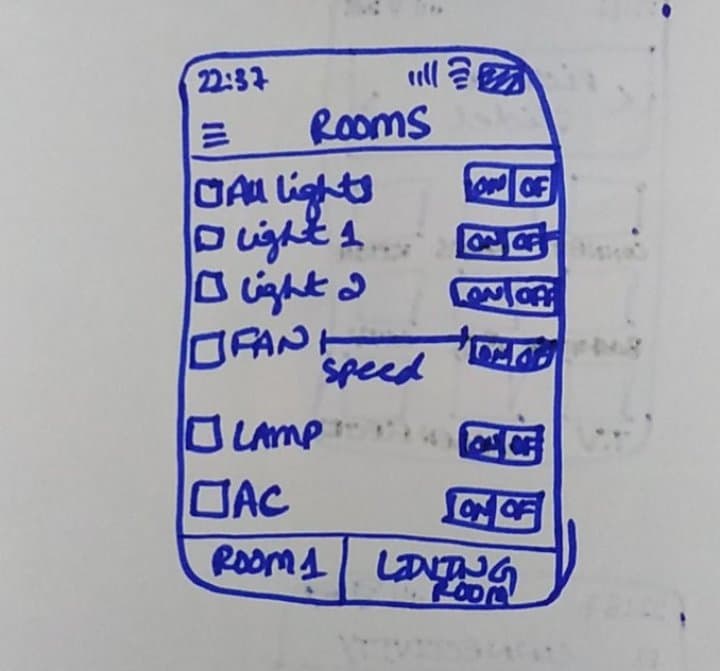 22:37
ROOMS
All Lights ON OF
Light 1 ON OFF
Light 2 ON OFF
FAN ON OF
speed
LAMP ON OF
AC ON OF
ROOM 1 LIVING ROOM